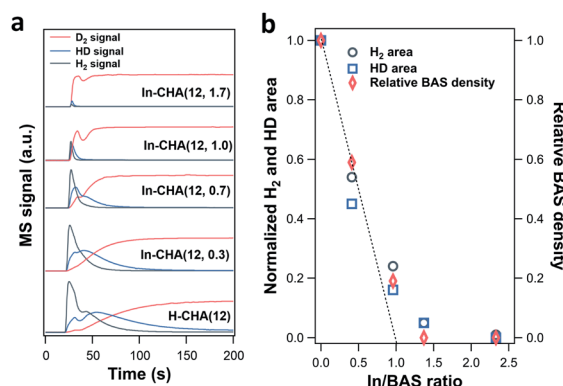 a
D₂ signal
HD signal
H₂ signal
In-CHA(12, 1.7)
In-CHA(12, 1.0)
In-CHA(12, 0.7)
In-CHA(12, 0.3)
H-CHA(12)
MS signal (a.u.)
0
50
100
150
200
Time (s)
b
H₂ area
HD area
Relative BAS density
Normalized H₂ and HD area
1.0
0.8
0.6
0.4
0.2
0.0
1.0
0.8
0.6
0.4
0.2
0.0
Relative BAS
density
0.0
0.5
1.0
1.5
2.0
2.5
In/BAS ratio